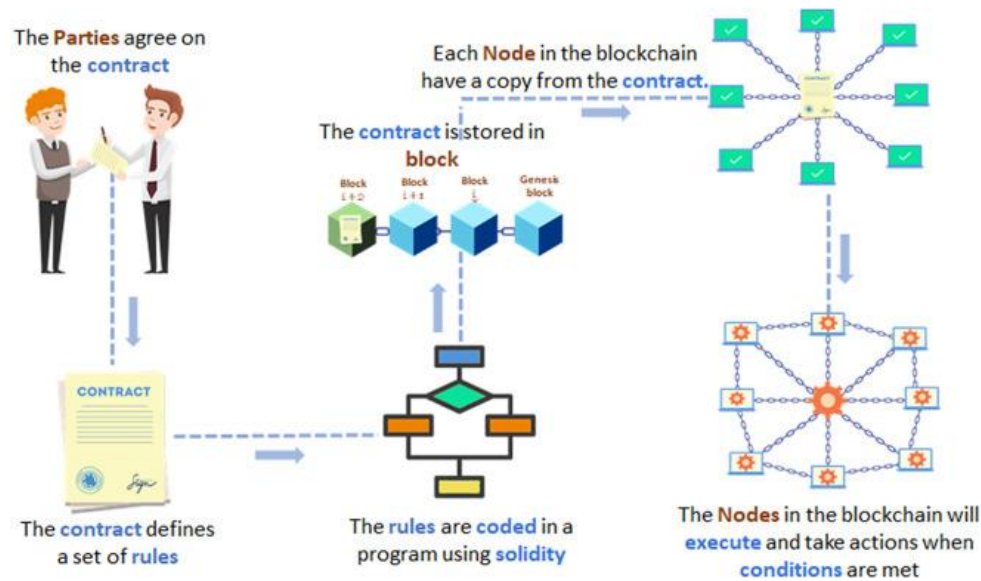 The Parties agree on
the contract
CONTRACT
Sign
The contract defines
a set of rules
The rules are coded in a
program using solidity
The contract is stored in
block
Block
Block
Block
Genesis
block
Each Node in the blockchain
have a copy from the contract.
CONTRACT
The Nodes in the blockchain will
execute and take actions when
conditions are met